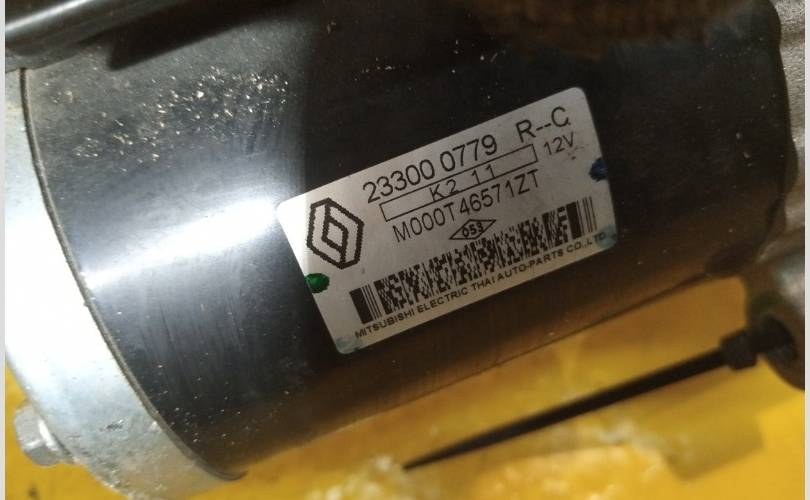 23300 0779 R--C
K2 11 12V
M000T46571ZT
053
MITSUBISHI ELECTRIC THAI AUTO-PARTS CO.,LTD